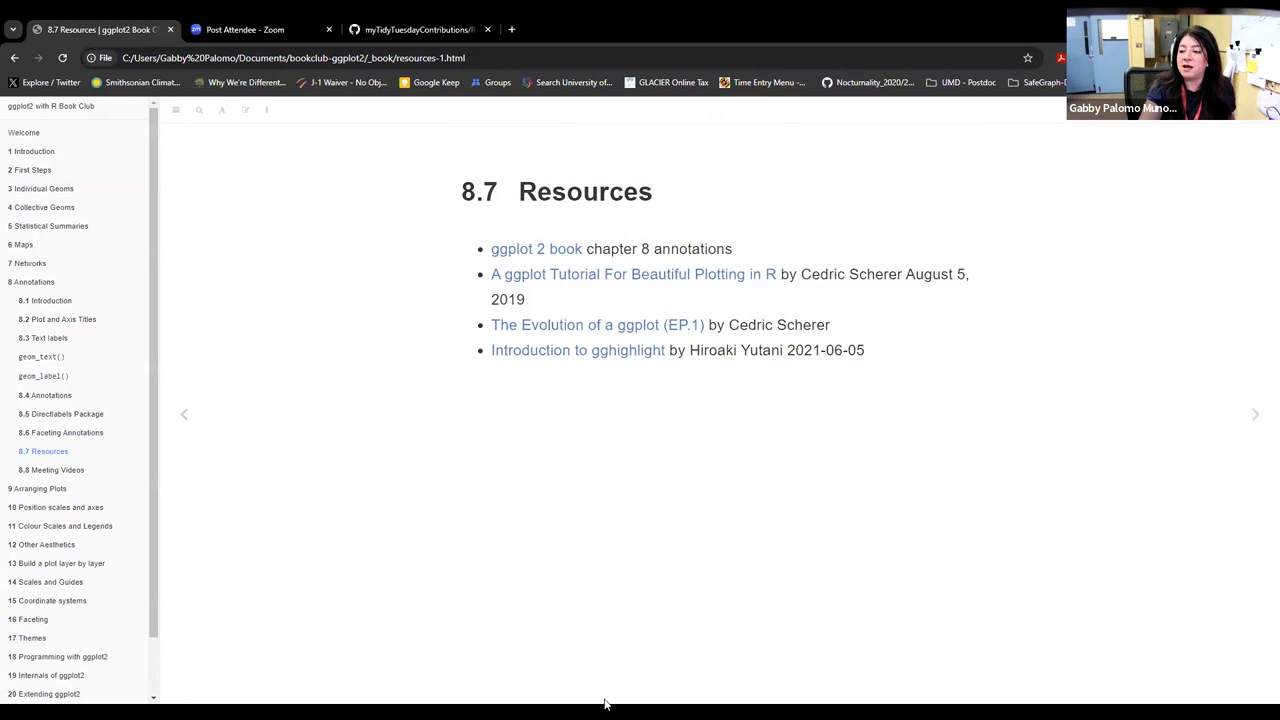 8.7 Resources | ggplot2 Book C
Post Attendee - Zoom
myTidyTuesdayContributions/
File
C:/Users/Gabby%20Palomo/Documents/bookclub-ggplot2/_book/resources-1.html
Explore / Twitter
Smithsonian Climat...
Why We're Different...
J-1 Waiver - No Obj...
Google Keep
Groups
Search University of...
GLACIER Online Tax
Time Entry Menu -...
Nocturnality_2020/2...
UMD - Postdoc
SafeGraph-D
Gabby Palomo Muno...
ggplot2 with R Book Club
Welcome
1 Introduction
2 First Steps
3 Individual Geoms
4 Collective Geoms
5 Statistical Summaries
6 Maps
7 Networks
8 Annotations
8.1 Introduction
8.2 Plot and Axis Titles
8.3 Text labels
geom_text()
geom_label()
8.4 Annotations
8.5 Directlabels Package
8.6 Faceting Annotations
8.7 Resources
8.8 Meeting Videos
9 Arranging Plots
10 Position scales and axes
11 Colour Scales and Legends
12 Other Aesthetics
13 Build a plot layer by layer
14 Scales and Guides
15 Coordinate systems
16 Faceting
17 Themes
18 Programming with ggplot2
19 Internals of ggplot2
20 Extending ggplot2
8.7 Resources
ggplot 2 book chapter 8 annotations
A ggplot Tutorial For Beautiful Plotting in R by Cedric Scherer August 5,
2019
The Evolution of a ggplot (EP.1) by Cedric Scherer
Introduction to gghighlight by Hiroaki Yutani 2021-06-05